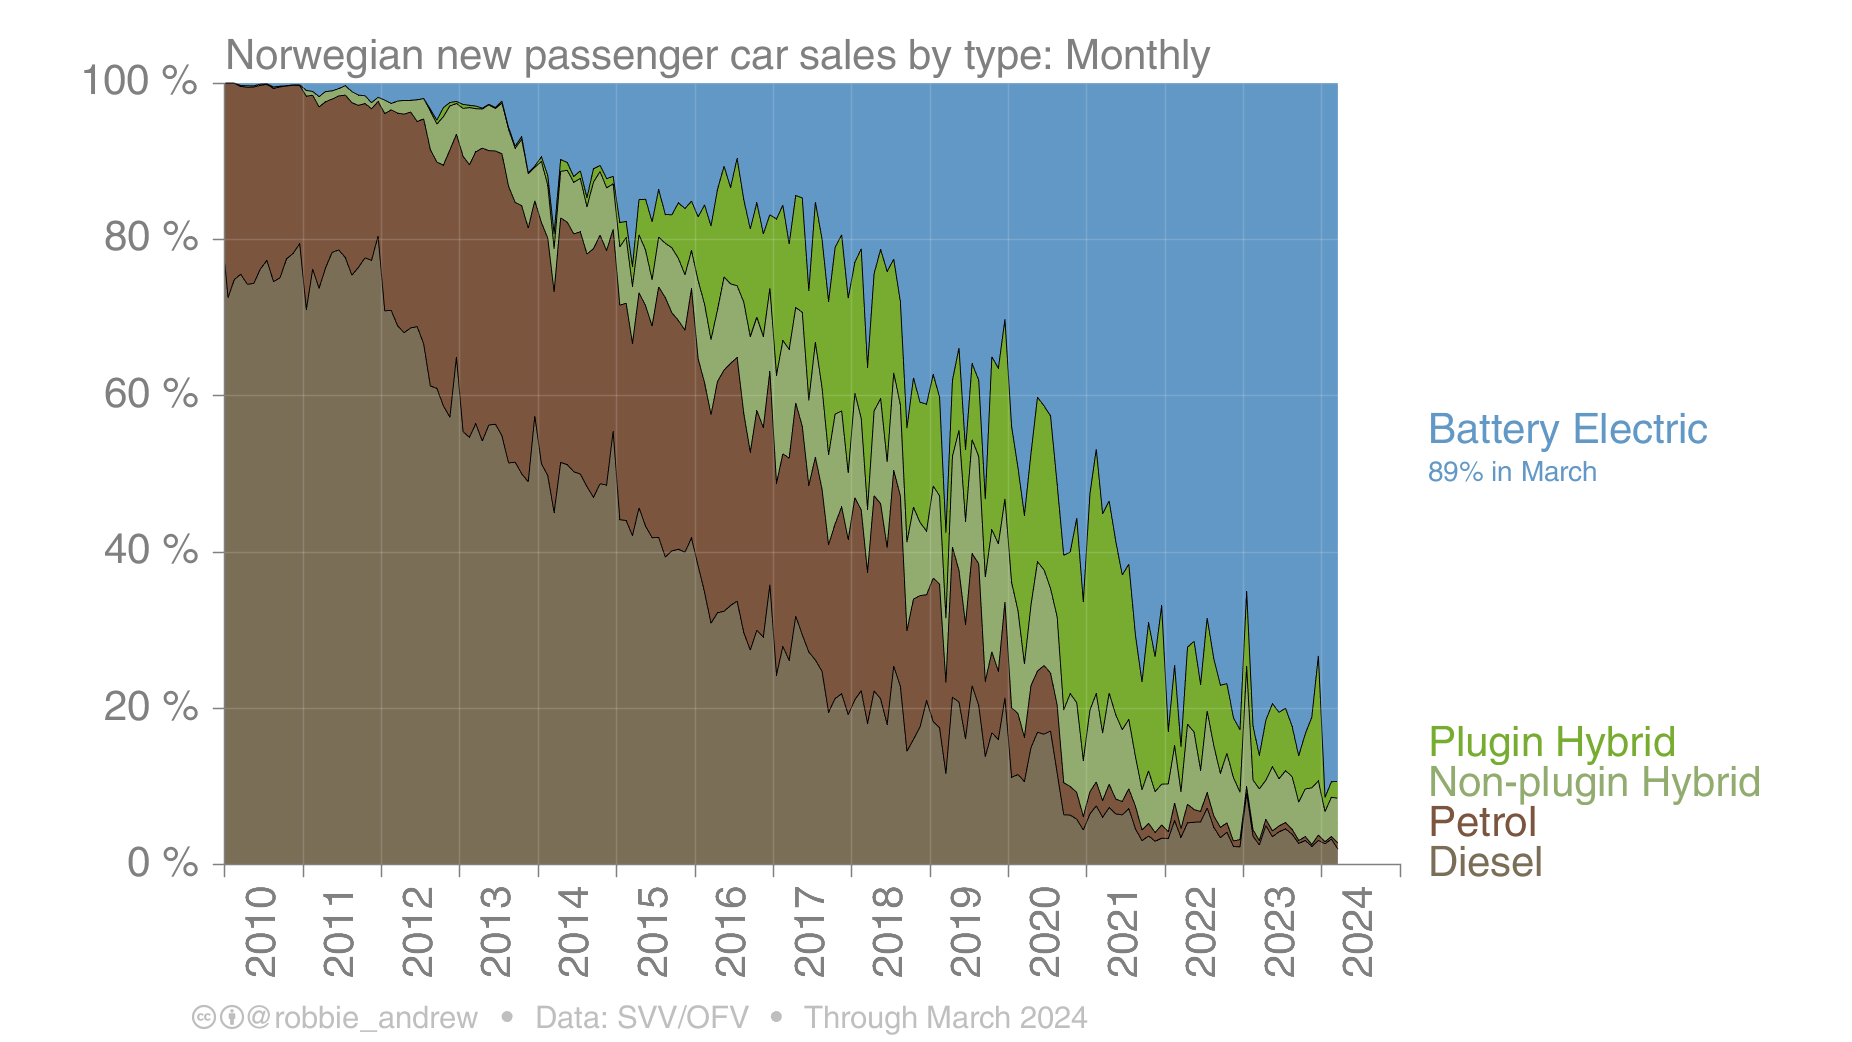 Norwegian new passenger car sales by type: Monthly
100 %
80 %
60 %
40 %
20 %
0 %
2010
2011
2012
2013
2014
2015
2016
2017
2018
2019
2020
2021
2022
2023
2024
Battery Electric
89% in March
Plugin Hybrid
Non-plugin Hybrid
Petrol
Diesel
cc @robbie_andrew • Data: SVV/OFV • Through March 2024